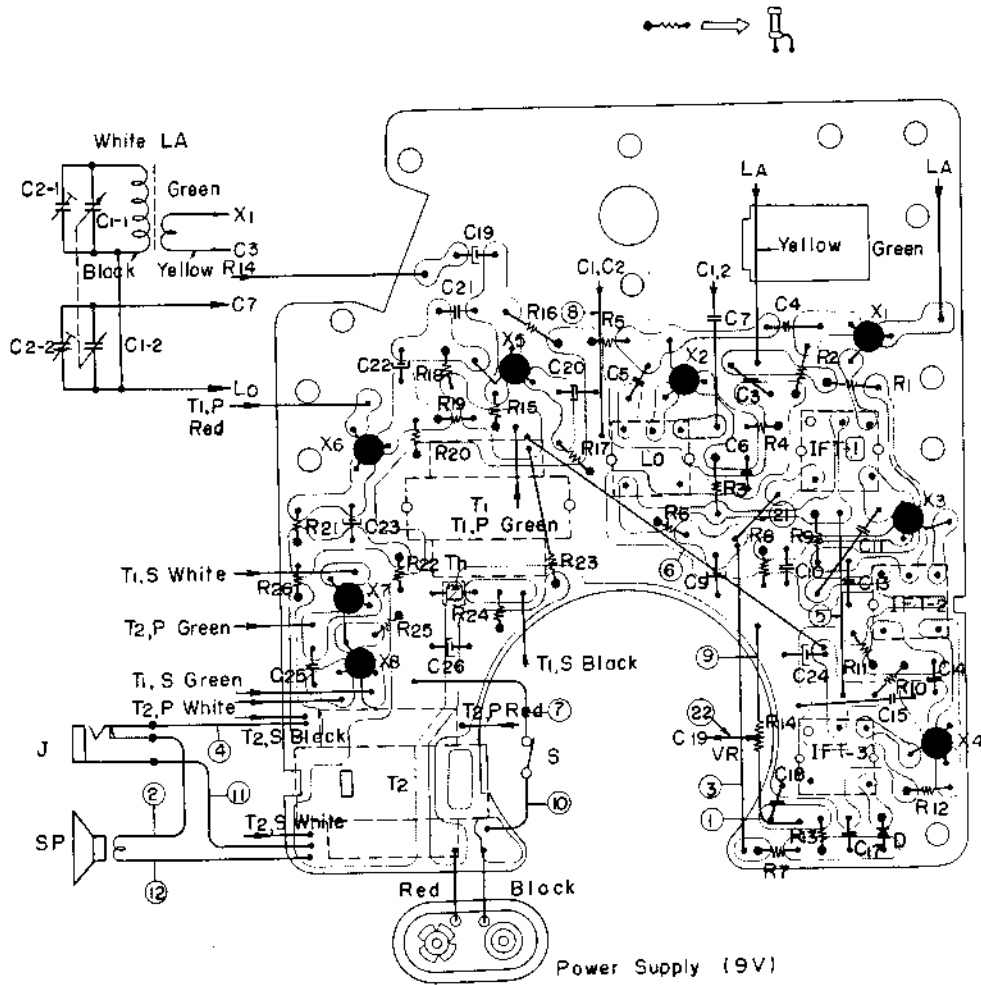 White LA
C2-1
C1-1
Green
X1
C3
Black
Yellow
R14
C7
C2-2
C1-2
LO
T1,P
Red
LA
LA
Yellow
Green
C19
C1,C2
C1,2
C2
R16
8
R5
C7
C4
X1
X5
X2
R2
C22
R18
C20
C5
C3
R1
R19
R15
X6
R20
R17
LO
C6
R4
IFT-1
R3
T1
T1,P Green
X3
R21
C23
R6
21
R8
R9
C11
T1,S White
R26
R22
Th
R23
6
C9
C10
C13
X7
R24
5
IFT-2
T2,P Green
R25
C25
X8
C26
T1,S Black
9
C24
R11
C14
T1,S Green
R10
T2,P White
T2,P Red
7
22
R14
C15
T2,S Black
C19
VR
IFT-3
X4
J
4
S
T2
3
C18
2
11
10
1
R12
SP
T2,S White
R13
C17
D
12
R7
Red
Black
Power Supply (9V)